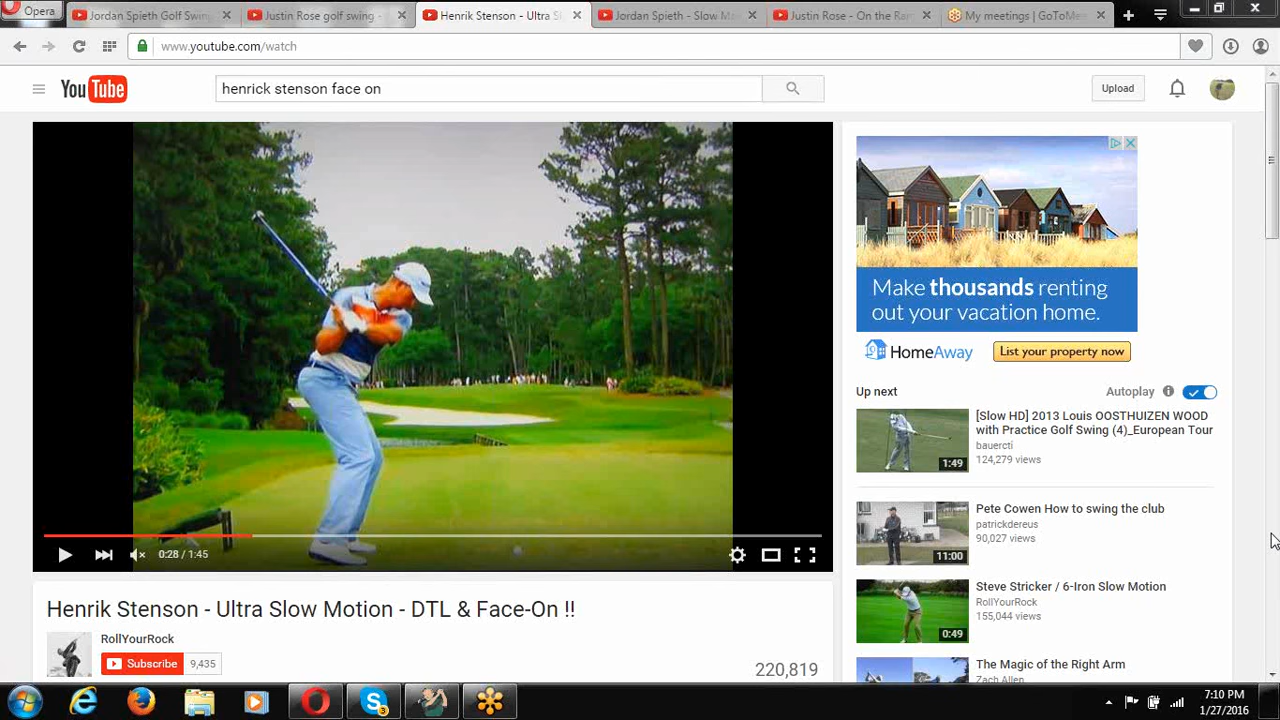 Opera
Jordan Spieth Golf Swing
Justin Rose golf swing -
Henrik Stenson - Ultra Sl
Jordan Spieth - Slow M
Justin Rose - On the Ran
My meetings | GoToMe
www.youtube.com/watch
YouTube
henrick stenson face on
Upload
Make thousands renting
out your vacation home.
HomeAway
List your property now
Up next
Autoplay
[Slow HD] 2013 Louis OOSTHUIZEN WOOD
with Practice Golf Swing (4)_European Tour
bauercti
124,279 views
1:49
Pete Cowen How to swing the club
patrickdereus
90,027 views
11:00
Steve Stricker / 6-Iron Slow Motion
RollYourRock
155,044 views
0:49
The Magic of the Right Arm
Zach Allen
0:28 / 1:45
Henrik Stenson - Ultra Slow Motion - DTL & Face-On !!
RollYourRock
Subscribe
9,435
220,819
3
7:10 PM
1/27/2016